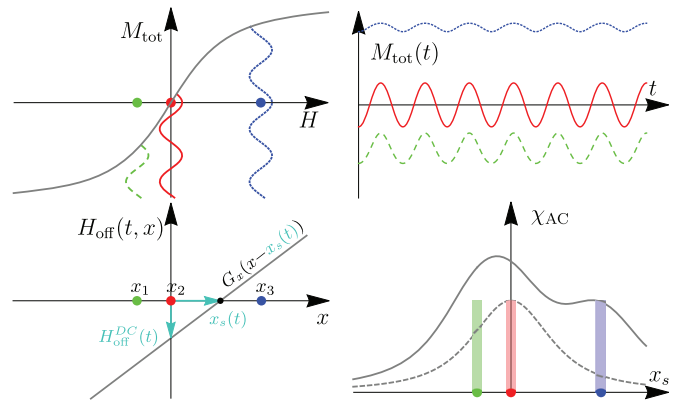 M_tot
H
M_tot(t)
t
H_off(t, x)
G_x(x−x_s(t))
x_1
x_2
x_3
x
x_s(t)
H_off^DC(t)
χ_AC
x_s